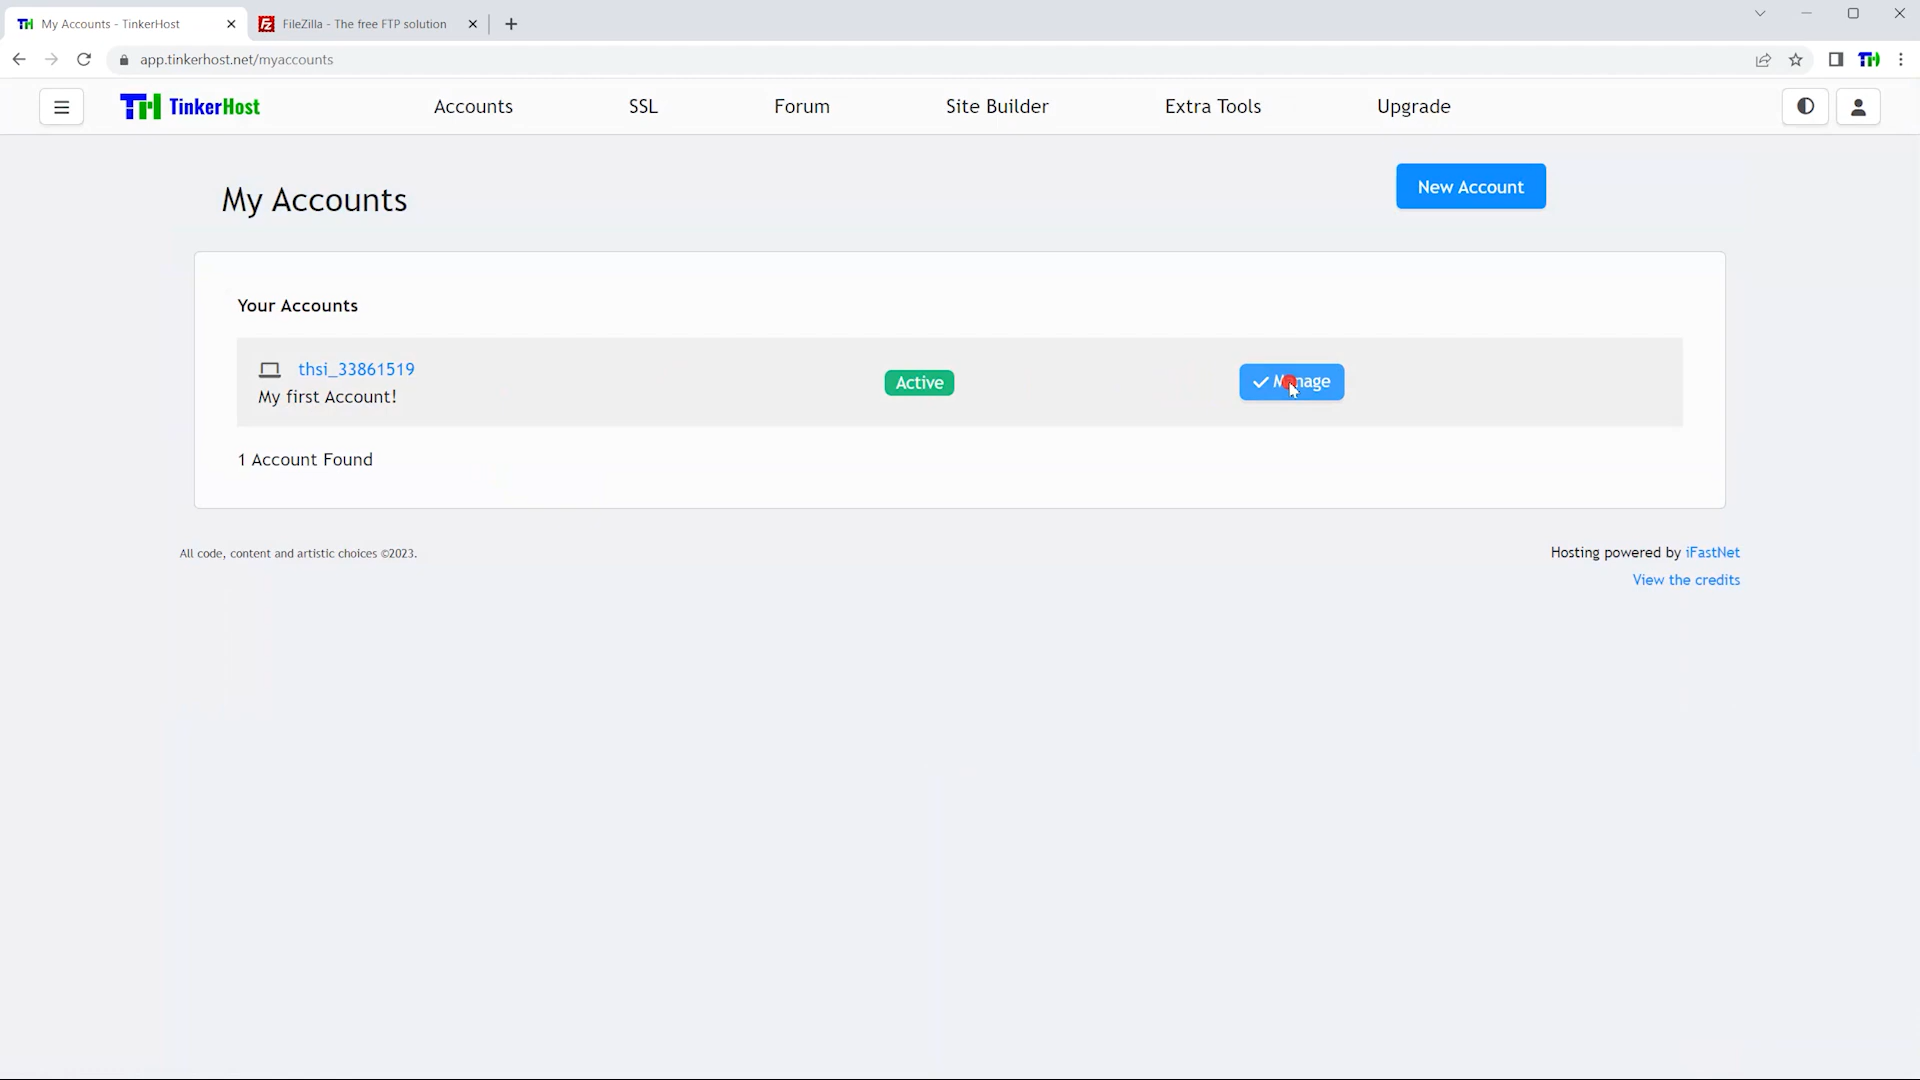 My Accounts - TinkerHost
FileZilla - The free FTP solution
app.tinkerhost.net/myaccounts
TinkerHost
Accounts
SSL
Forum
Site Builder
Extra Tools
Upgrade
My Accounts
New Account
Your Accounts
thsi_33861519
My first Account!
Active
Manage
1 Account Found
All code, content and artistic choices ©2023.
Hosting powered by iFastNet
View the credits